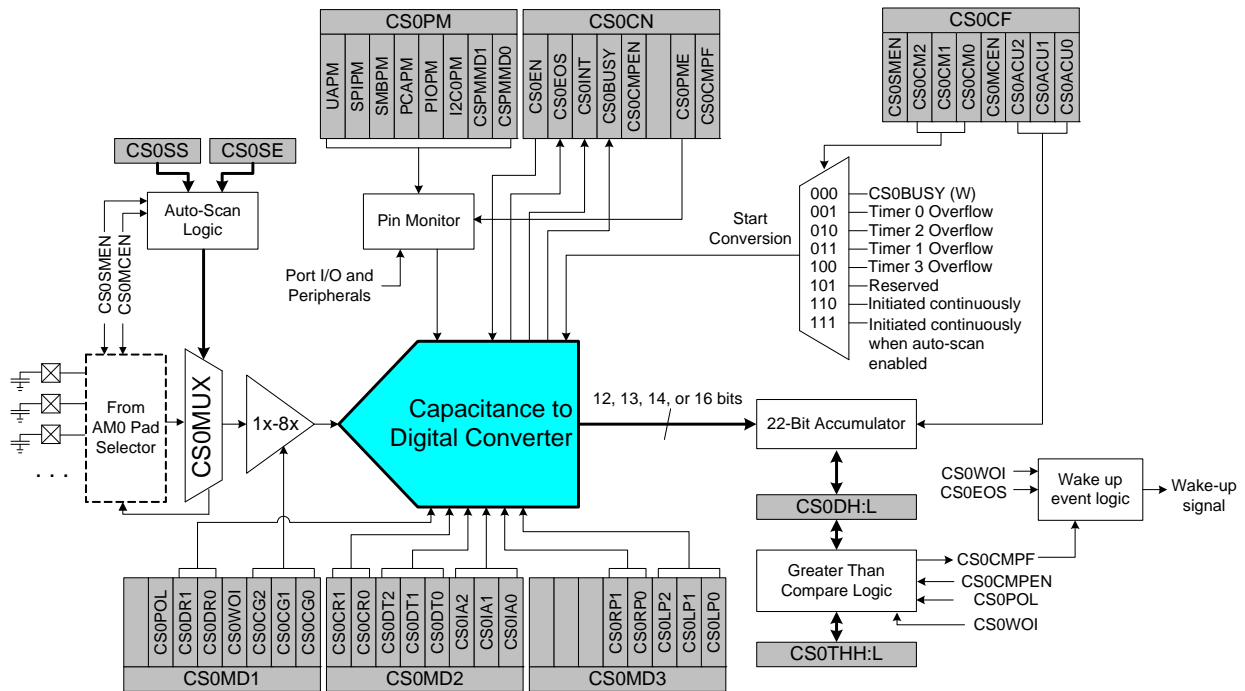 CS0PM
UAPM
SPIPM
SMBPM
PCAPM
PIOPM
I2C0PM
CSPMMD1
CSPMMD0
CS0CN
CS0EN
CS0EOS
CS0INT
CS0BUSY
CS0CMPEN
CS0PME
CS0CMPF
CS0CF
CS0SMEN
CS0CM2
CS0CM1
CS0CM0
CS0MCEN
CS0ACU2
CS0ACU1
CS0ACU0
CS0SS
CS0SE
Auto-Scan
Logic
Pin Monitor
Port I/O and
Peripherals
Start
Conversion
000
CS0BUSY (W)
001
Timer 0 Overflow
010
Timer 2 Overflow
011
Timer 1 Overflow
100
Timer 3 Overflow
101
Reserved
110
Initiated continuously
111
Initiated continuously
when auto-scan
enabled
CS0SMEN
CS0MCEN
From
AM0 Pad
Selector
. . .
CS0MUX
1x-8x
Capacitance to
Digital Converter
12, 13, 14, or 16 bits
22-Bit Accumulator
CS0DH:L
Greater Than
Compare Logic
CS0THH:L
CS0WOI
CS0EOS
Wake up
event logic
Wake-up
signal
CS0CMPF
CS0CMPEN
CS0POL
CS0WOI
CS0POL
CS0DR1
CS0DR0
CS0WOI
CS0CG2
CS0CG1
CS0CG0
CS0MD1
CS0CR1
CS0CR0
CS0DT2
CS0DT1
CS0DT0
CS0IA2
CS0IA1
CS0IA0
CS0MD2
CS0RP1
CS0RP0
CS0LP2
CS0LP1
CS0LP0
CS0MD3